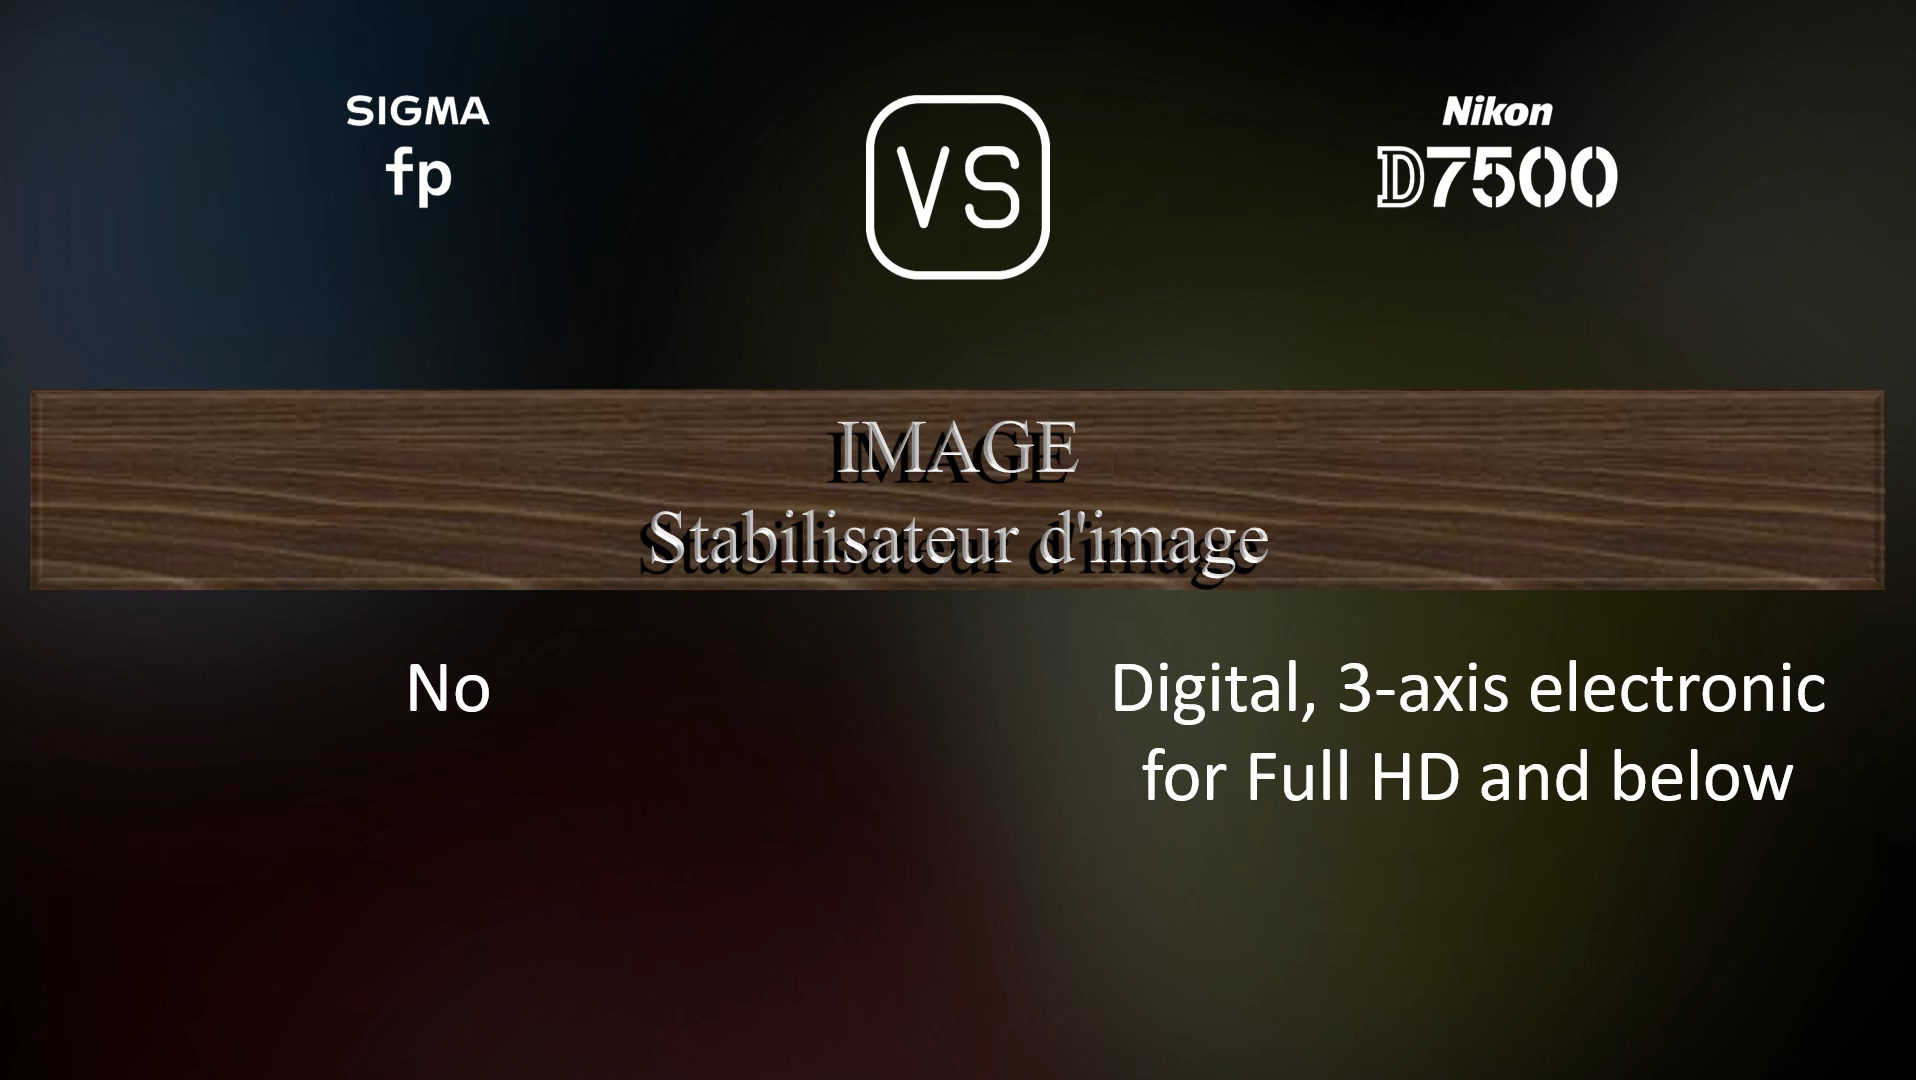 SIGMA
fp
VS
Nikon
D7500
IMAGE
Stabilisateur d'image
No
Digital, 3-axis electronic
for Full HD and below